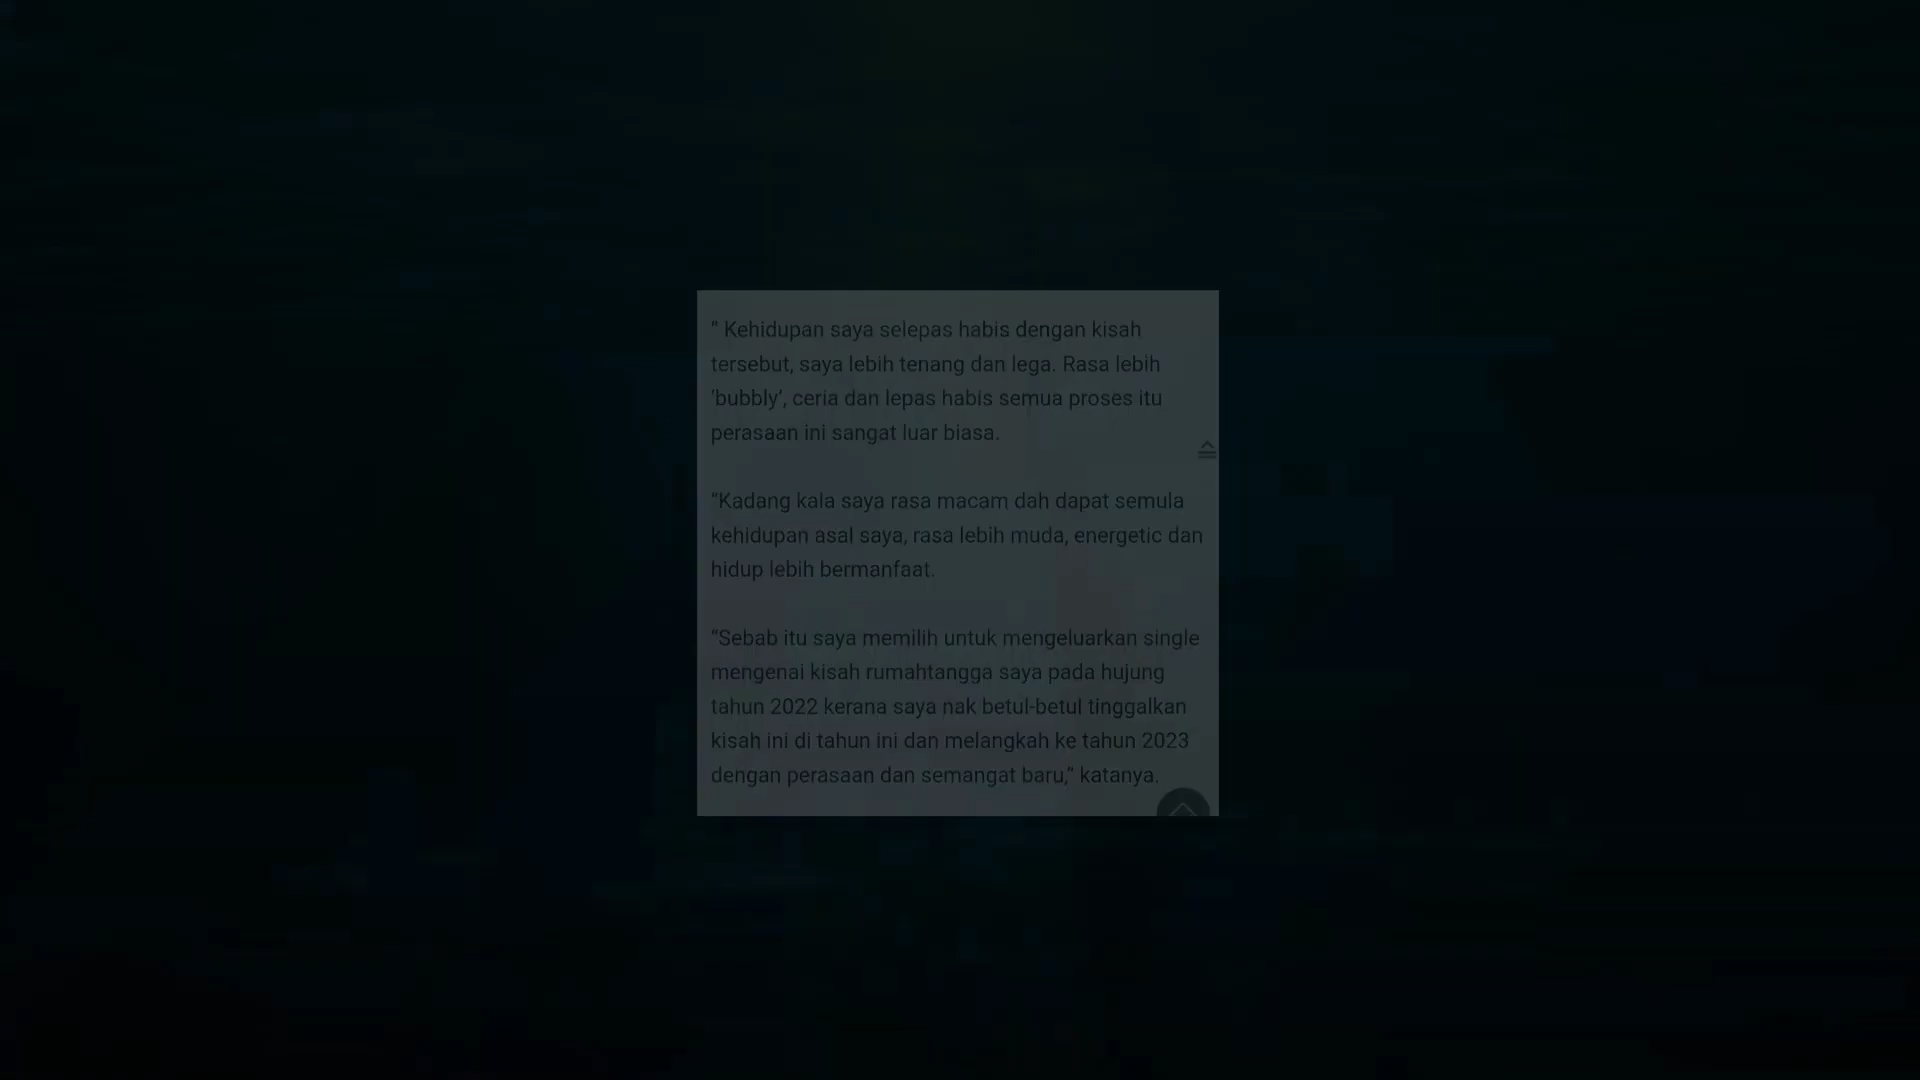 “ Kehidupan saya selepas habis dengan kisah
tersebut, saya lebih tenang dan lega. Rasa lebih
‘bubbly’, ceria dan lepas habis semua proses itu
perasaan ini sangat luar biasa.
“Kadang kala saya rasa macam dah dapat semula
kehidupan asal saya, rasa lebih muda, energetic dan
hidup lebih bermanfaat.
“Sebab itu saya memilih untuk mengeluarkan single
mengenai kisah rumahtangga saya pada hujung
tahun 2022 kerana saya nak betul-betul tinggalkan
kisah ini di tahun ini dan melangkah ke tahun 2023
dengan perasaan dan semangat baru,“ katanya.